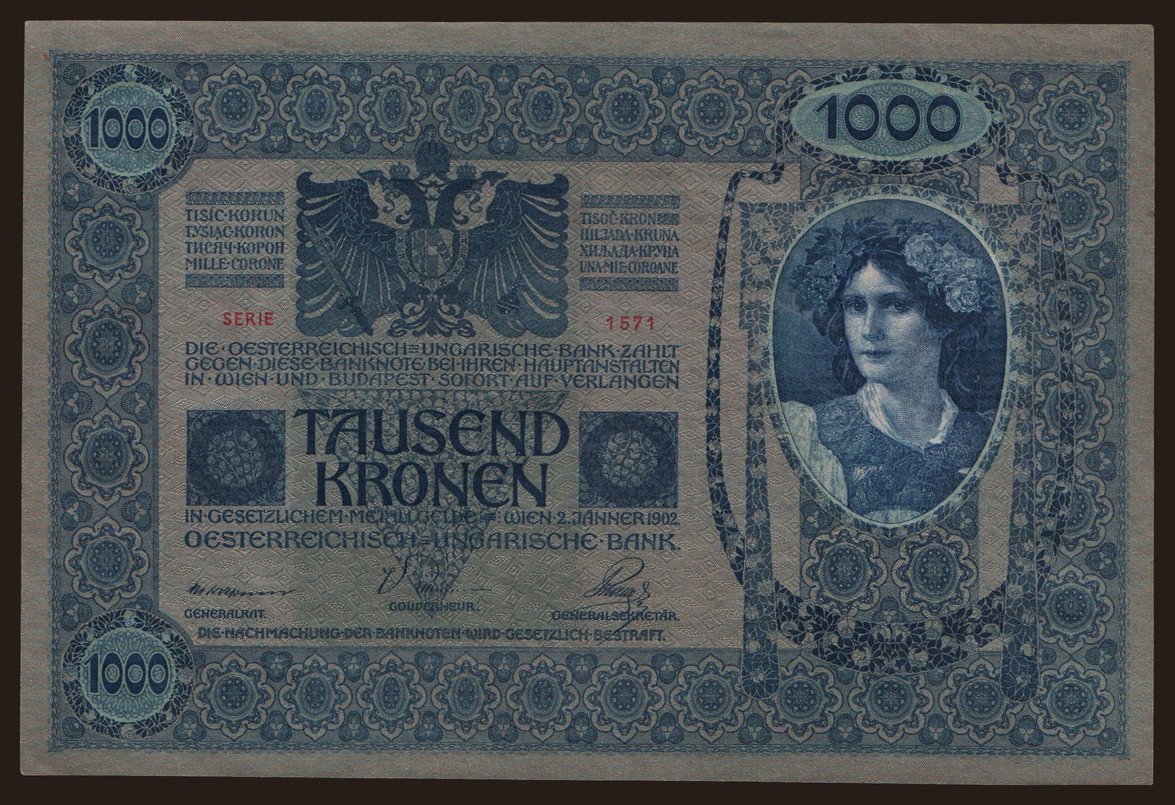 1000
1000
TISÍC·KORUN
TYSIĄC·KORON
ТИСЯЧ·КОРОН
MILLE·CORONE
TISOČ·KRON
HILJADA·KRUNA
ХИЉАДА·КРУНА
UNA·MIE·COROANE
SERIE
1571
DIE·OESTERREICHISCH=UNGARISCHE·BANK·ZAHLT
GEGEN·DIESE·BANKNOTE·BEI·IHREN·HAUPTANSTALTEN
IN·WIEN·UND·BUDAPEST·SOFORT·AUF·VERLANGEN
TAUSEND
KRONEN
IN·GESETZLICHEM·METALLGELDE·WIEN·2.JÄNNER 1902.
OESTERREICHISCH=UNGARISCHE·BANK.
GENERALRAT.
GOUVERNEUR.
GENERALSEKRETÄR.
DIE·NACHMACHUNG·DER·BANKNOTEN·WIRD·GESETZLICH·BESTRAFT.
1000